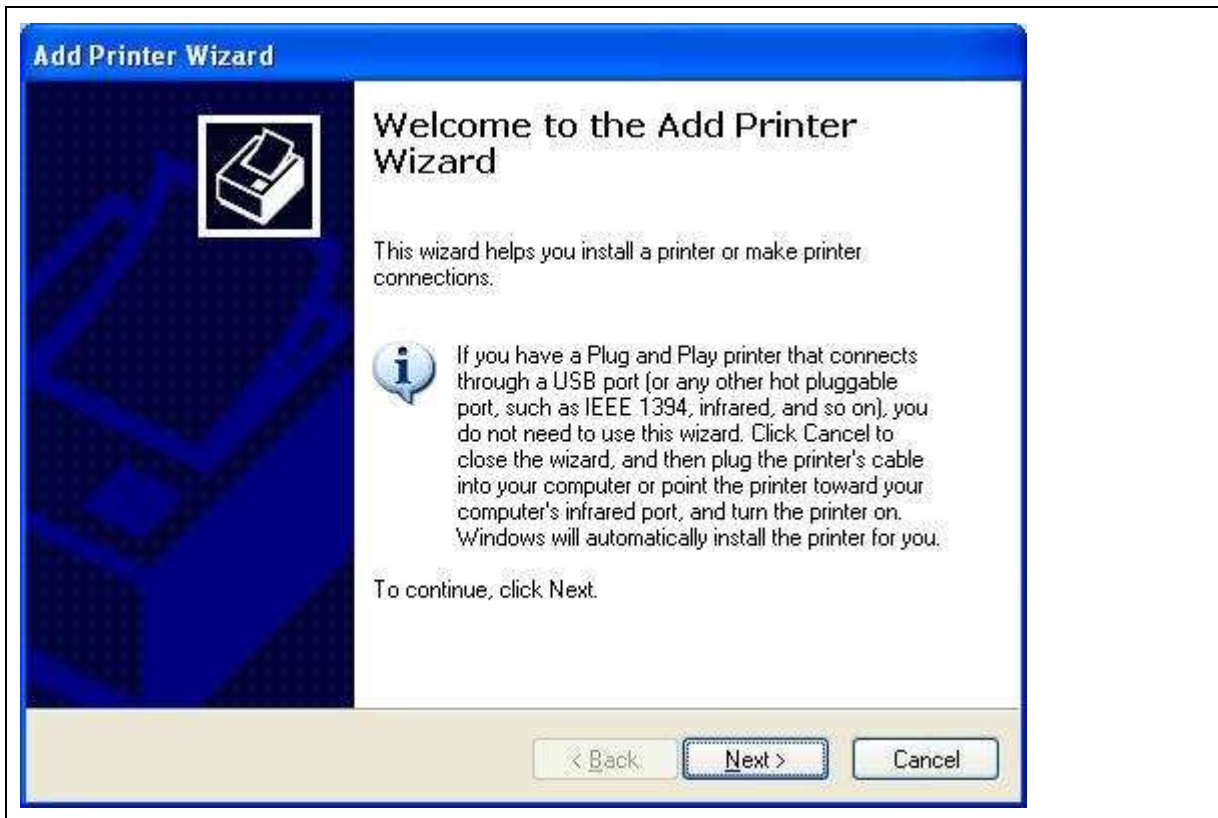 Add Printer Wizard
Welcome to the Add Printer
Wizard
This wizard helps you install a printer or make printer
connections.
If you have a Plug and Play printer that connects
through a USB port (or any other hot pluggable
port, such as IEEE 1394, infrared, and so on), you
do not need to use this wizard. Click Cancel to
close the wizard, and then plug the printer's cable
into your computer or point the printer toward your
computer's infrared port, and turn the printer on.
Windows will automatically install the printer for you.
To continue, click Next.
< Back Next > Cancel